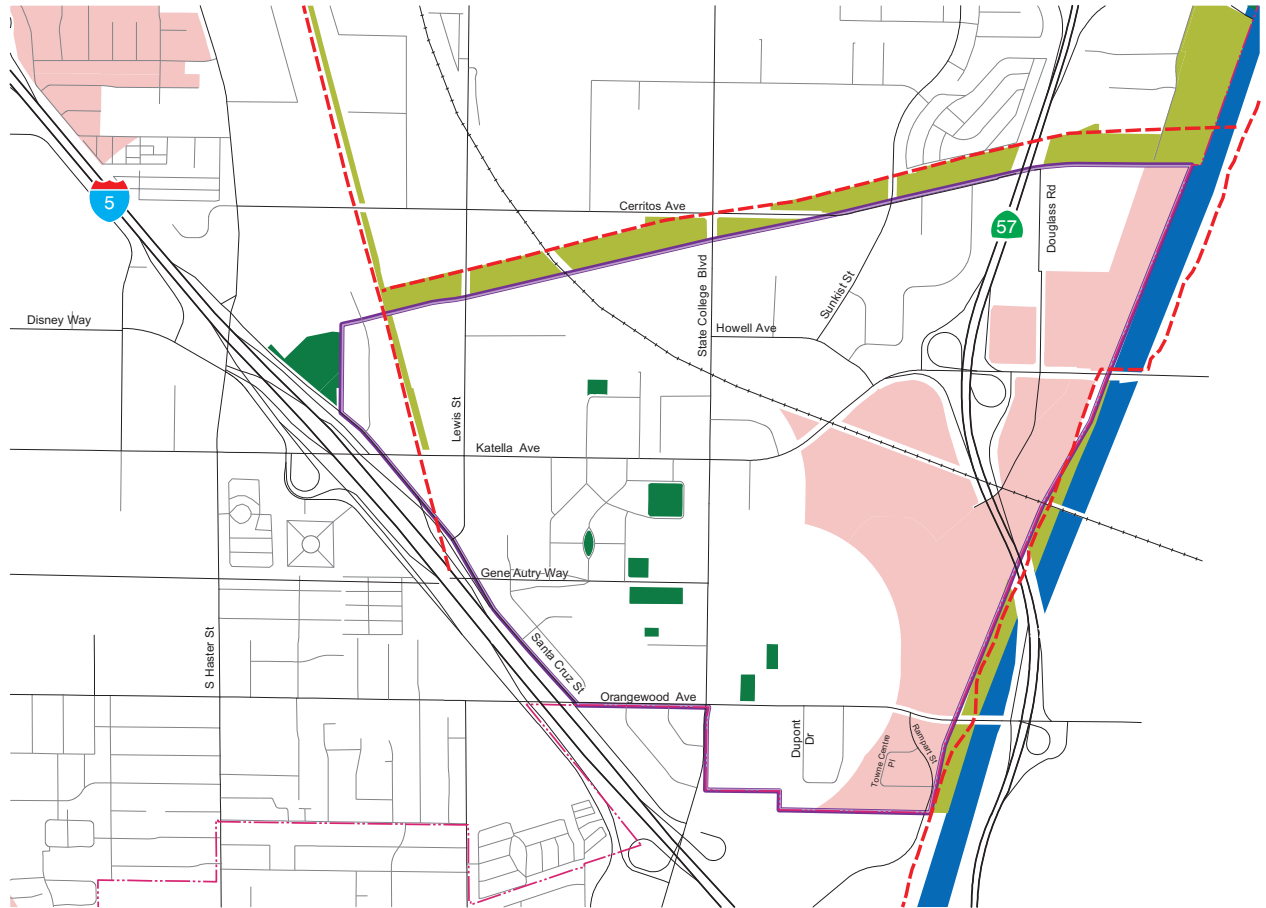 5
Cerritos Ave
57
Douglass Rd
State College Blvd
Sunkist St
Disney Way
Howell Ave
Lewis St
Katella Ave
Gene Autry Way
S Haster St
Santa Cruz St
Orangewood Ave
Dupont
Dr
Towne Centre
Pl
Rampart St